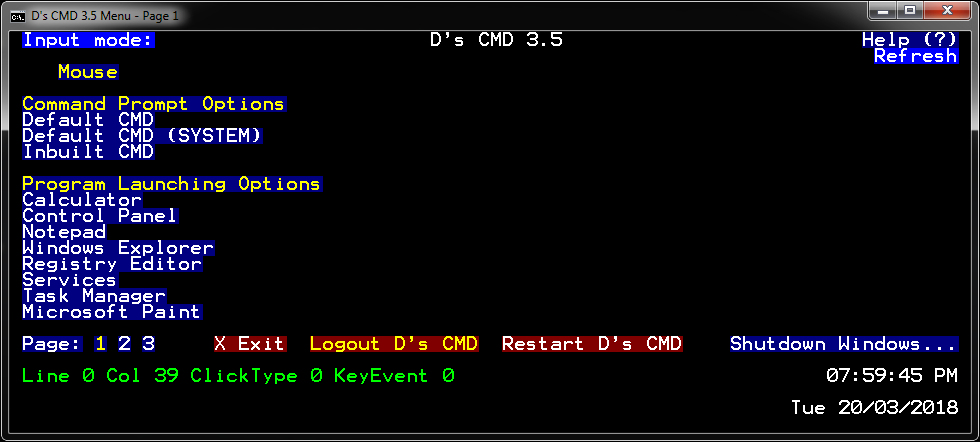 D's CMD 3.5 Menu - Page 1
Input mode: D's CMD 3.5 Help (?)
Refresh
Mouse
Command Prompt Options
Default CMD
Default CMD (SYSTEM)
Inbuilt CMD
Program Launching Options
Calculator
Control Panel
Notepad
Windows Explorer
Registry Editor
Services
Task Manager
Microsoft Paint
Page: 1 2 3 X Exit Logout D's CMD Restart D's CMD Shutdown Windows...
Line 0 Col 39 ClickType 0 KeyEvent 0 07:59:45 PM
Tue 20/03/2018